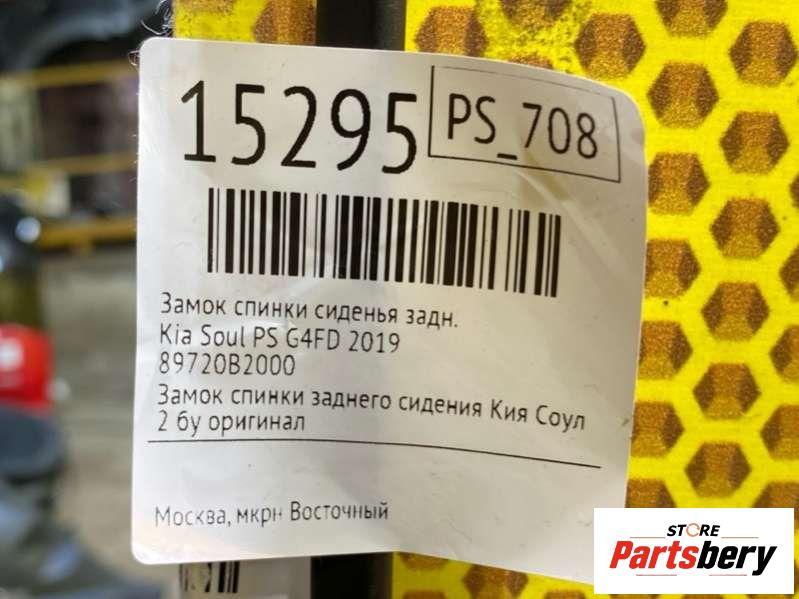 15295
PS_708
Замок спинки сиденья задн.
Kia Soul PS G4FD 2019
89720B2000
Замок спинки заднего сидения Кия Соул
2 бу оригинал
Москва, мкрн Восточный
STORE
Partsbery